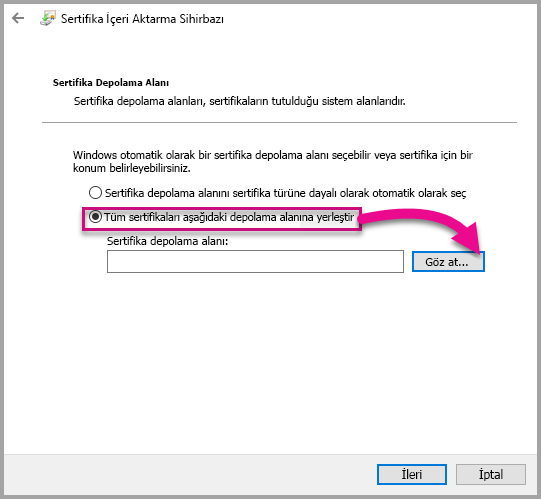 Sertifika İçeri Aktarma Sihirbazı
Sertifika Depolama Alanı
Sertifika depolama alanları, sertifikaların tutulduğu sistem alanlarıdır.
Windows otomatik olarak bir sertifika depolama alanı seçebilir veya sertifika için bir
konum belirleyebilirsiniz.
Sertifika depolama alanını sertifika türüne dayalı olarak otomatik olarak seç
Tüm sertifikaları aşağıdaki depolama alanına yerleştir
Sertifika depolama alanı:
Göz at...
İleri
İptal